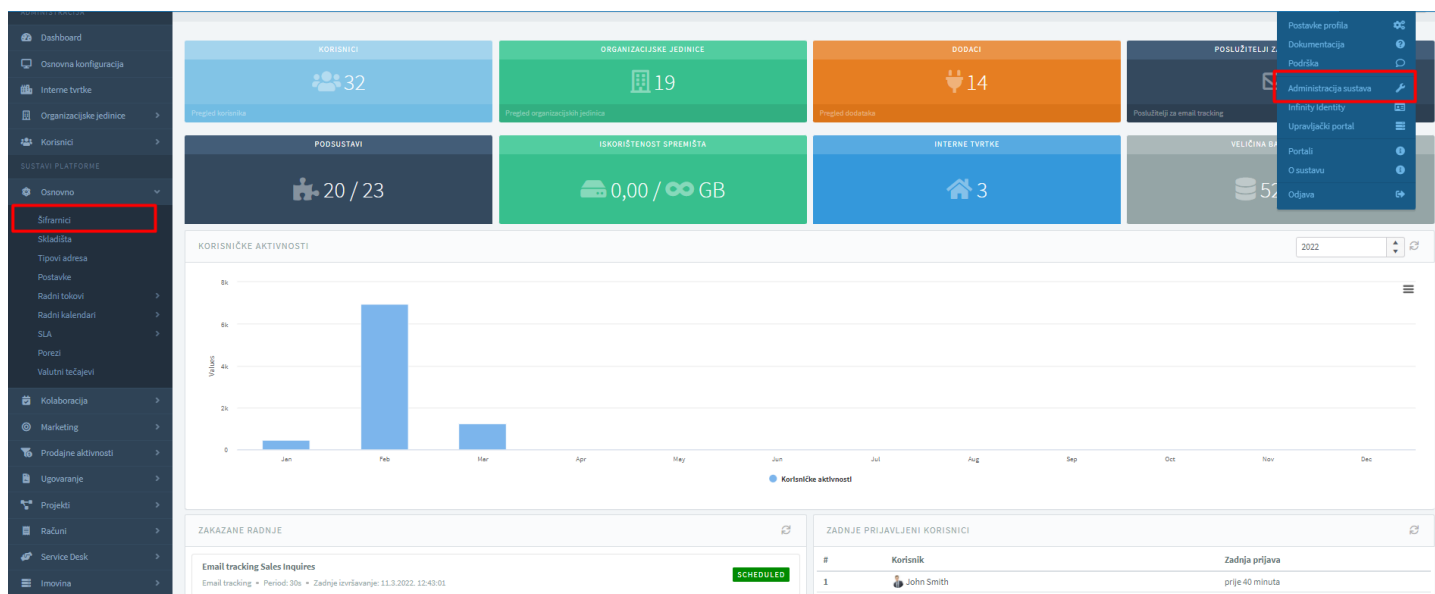 ADMINISTRACIJA
Dashboard
Osnovna konfiguracija
Interne tvrtke
Organizacijske jedinice
Korisnici
SUSTAVI PLATFORME
Osnovno
Šifrarnici
Skladišta
Tipovi adresa
Postavke
Radni tokovi
Radni kalendari
SLA
Porezi
Valutni tečajevi
Kolaboracija
Marketing
Prodajne aktivnosti
Ugovaranje
Projekti
Računi
Service Desk
Imovina
KORISNICI
32
Pregled korisnika
ORGANIZACIJSKE JEDINICE
19
Pregled organizacijskih jedinica
DODACI
14
Pregled dodataka
POSLUŽITELJI
Poslužitelji za email tracking
PODSUSTAVI
20 / 23
ISKORIŠTENOST SPREMIŠTA
0,00 / ∞ GB
INTERNE TVRTKE
3
VELIČINA
Postavke profila
Dokumentacija
Podrška
Administracija sustava
Infinity Identity
Upravljački portal
Portali
O sustavu
Odjava
KORISNIČKE AKTIVNOSTI
2022
Values
8k
6k
4k
2k
0
Jan Feb Mar Apr May Jun Jul Aug Sep Oct Nov Dec
Korisničke aktivnosti
ZAKAZANE RADNJE
Email tracking Sales Inquires
Email tracking • Period: 30s • Zadnje izvršavanje: 11.3.2022. 12:43:01
SCHEDULED
ZADNJE PRIJAVLJENI KORISNICI
# Korisnik Zadnja prijava
1 John Smith prije 40 minuta